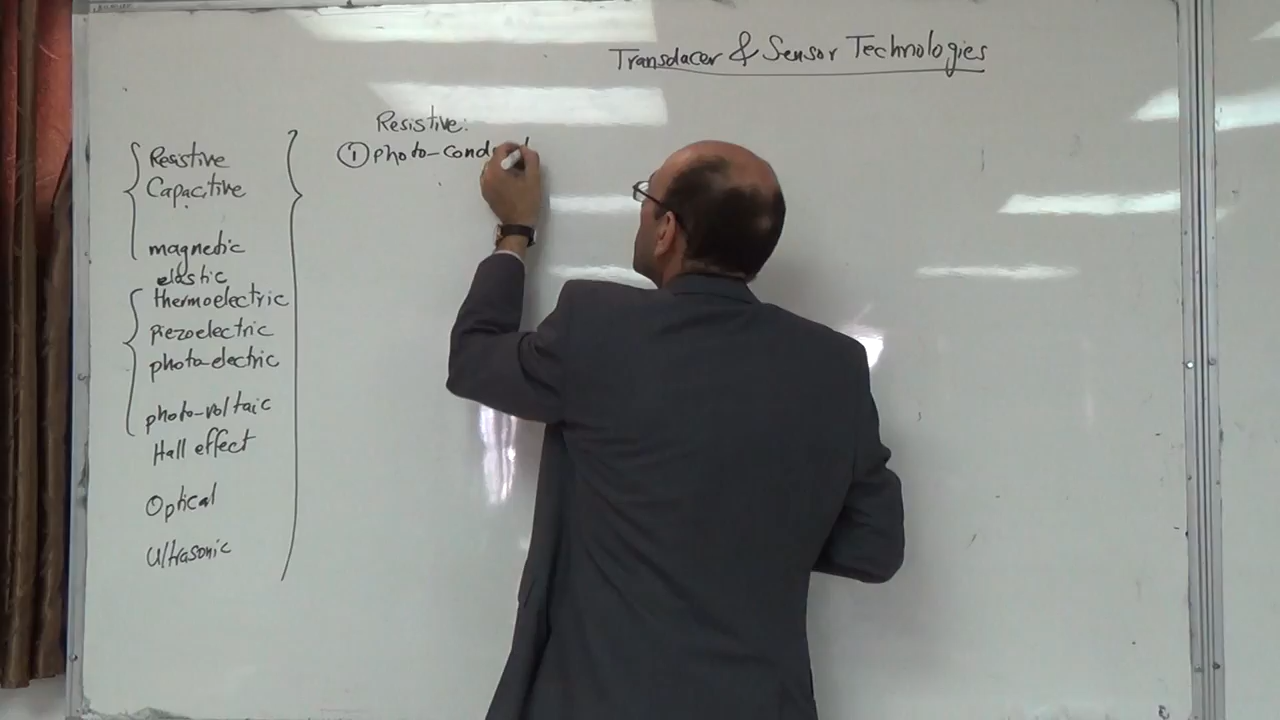 Transdacer & Sensor Technologies
Resistive:
① photo-cond
Resistive
Capacitive
magnetic
elastic
thermoelectric
piezoelectric
photo-electric
photo-voltaic
Hall effect
Optical
Ultrasonic